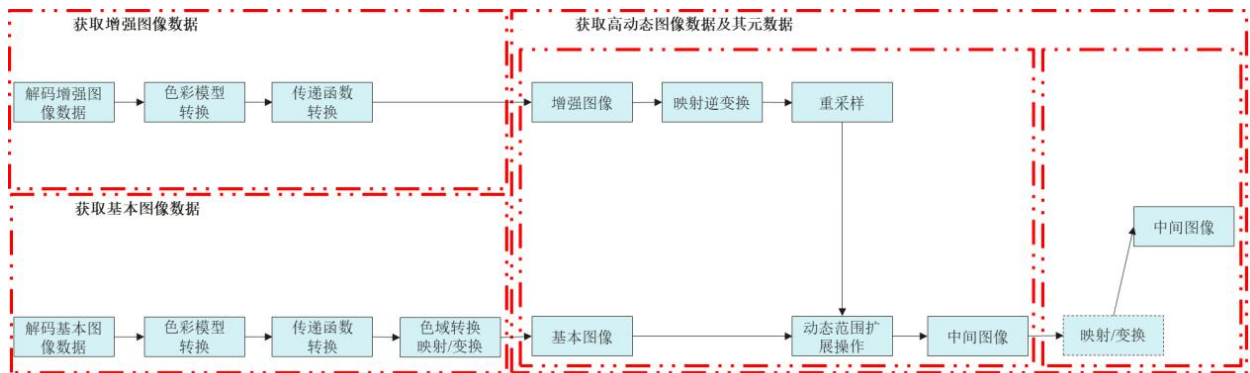 获取增强图像数据
获取高动态图像数据及其元数据
解码增强图
像数据
色彩模型
转换
传递函数
转换
增强图像
映射逆变换
重采样
获取基本图像数据
中间图像
解码基本图
像数据
色彩模型
转换
传递函数
转换
色域转换
映射/变换
基本图像
动态范围扩
展操作
中间图像
映射/变换